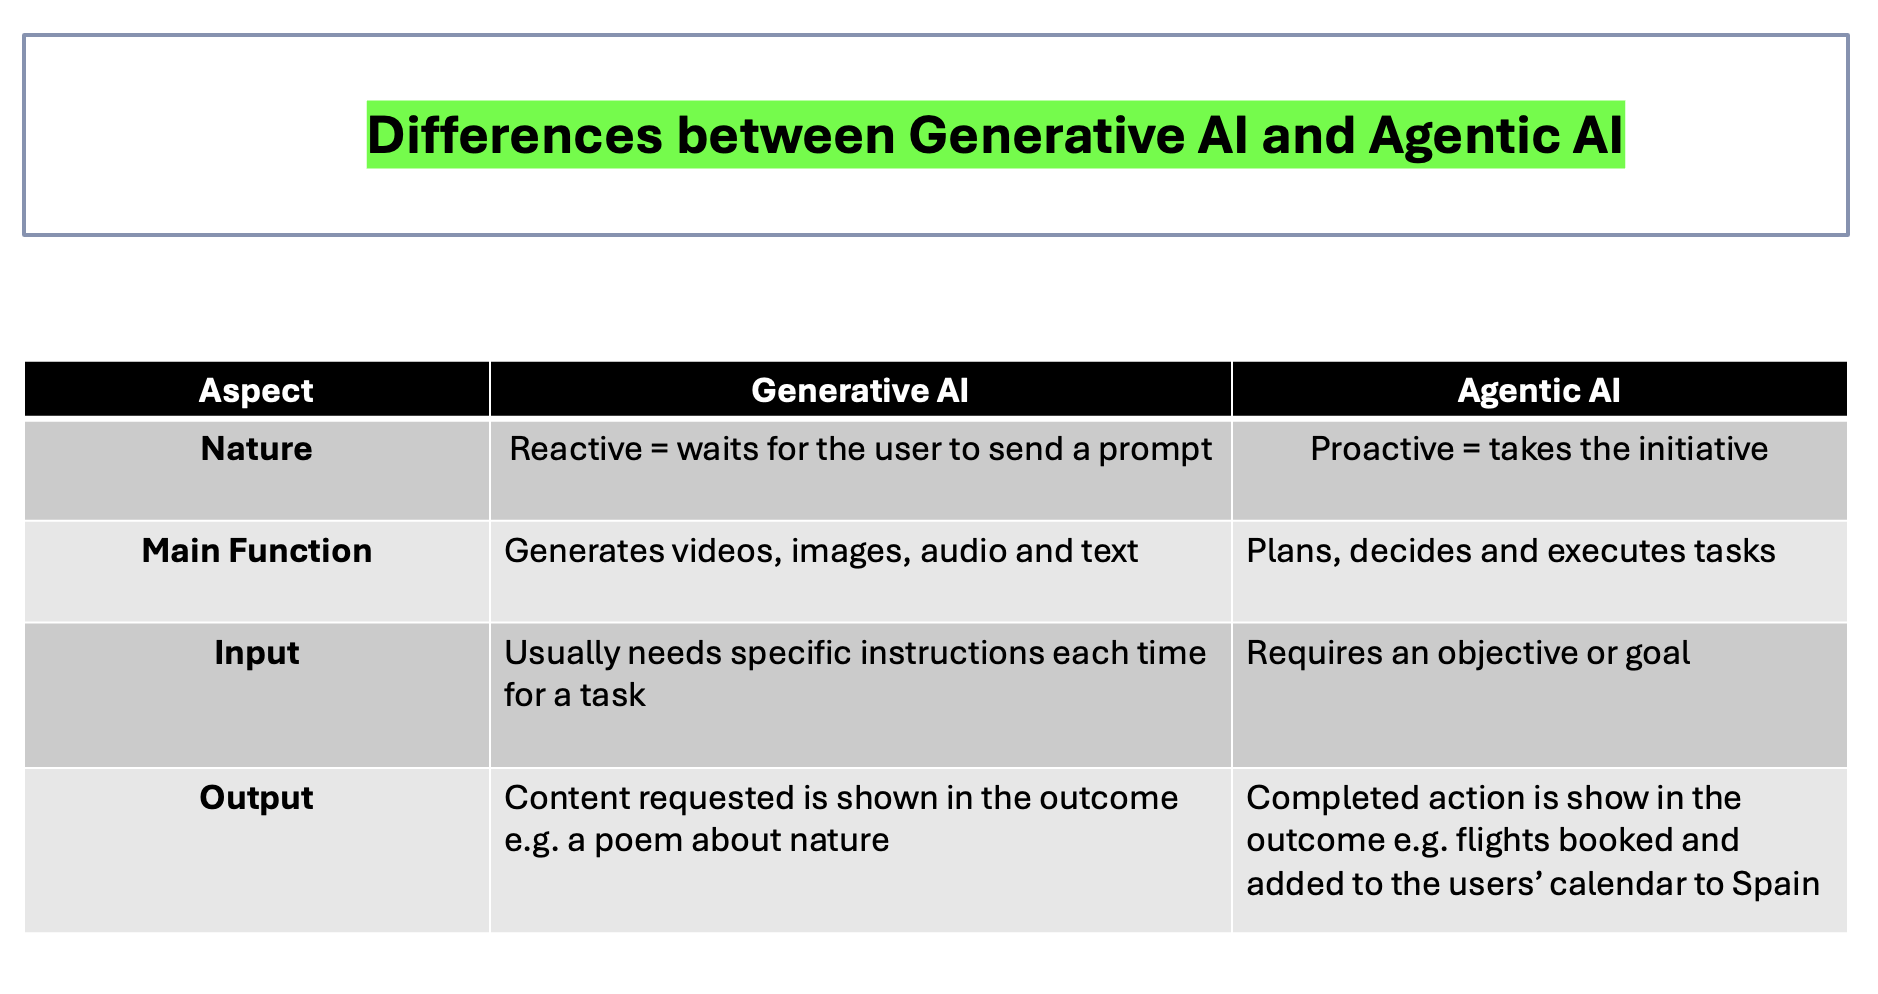 Differences between Generative AI and Agentic AI
Aspect
Generative AI
Agentic AI
Nature
Reactive = waits for the user to send a prompt
Proactive = takes the initiative
Main Function
Generates videos, images, audio and text
Plans, decides and executes tasks
Input
Usually needs specific instructions each time
for a task
Requires an objective or goal
Output
Content requested is shown in the outcome
e.g. a poem about nature
Completed action is show in the
outcome e.g. flights booked and
added to the users’ calendar to Spain